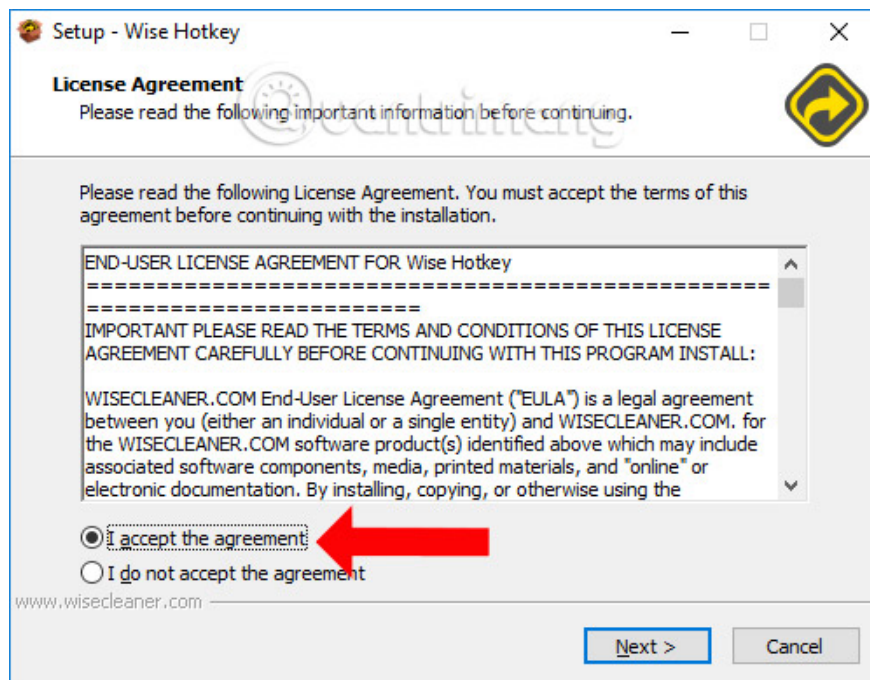 Setup - Wise Hotkey
License Agreement
Please read the following important information before continuing.
@uantrimang
Please read the following License Agreement. You must accept the terms of this
agreement before continuing with the installation.
END-USER LICENSE AGREEMENT FOR Wise Hotkey
=================================================
========================
IMPORTANT PLEASE READ THE TERMS AND CONDITIONS OF THIS LICENSE
AGREEMENT CAREFULLY BEFORE CONTINUING WITH THIS PROGRAM INSTALL:
WISECLEANER.COM End-User License Agreement ("EULA") is a legal agreement
between you (either an individual or a single entity) and WISECLEANER.COM. for
the WISECLEANER.COM software product(s) identified above which may include
associated software components, media, printed materials, and "online" or
electronic documentation. By installing, copying, or otherwise using the
I accept the agreement
I do not accept the agreement
www.wisecleaner.com
Next >
Cancel